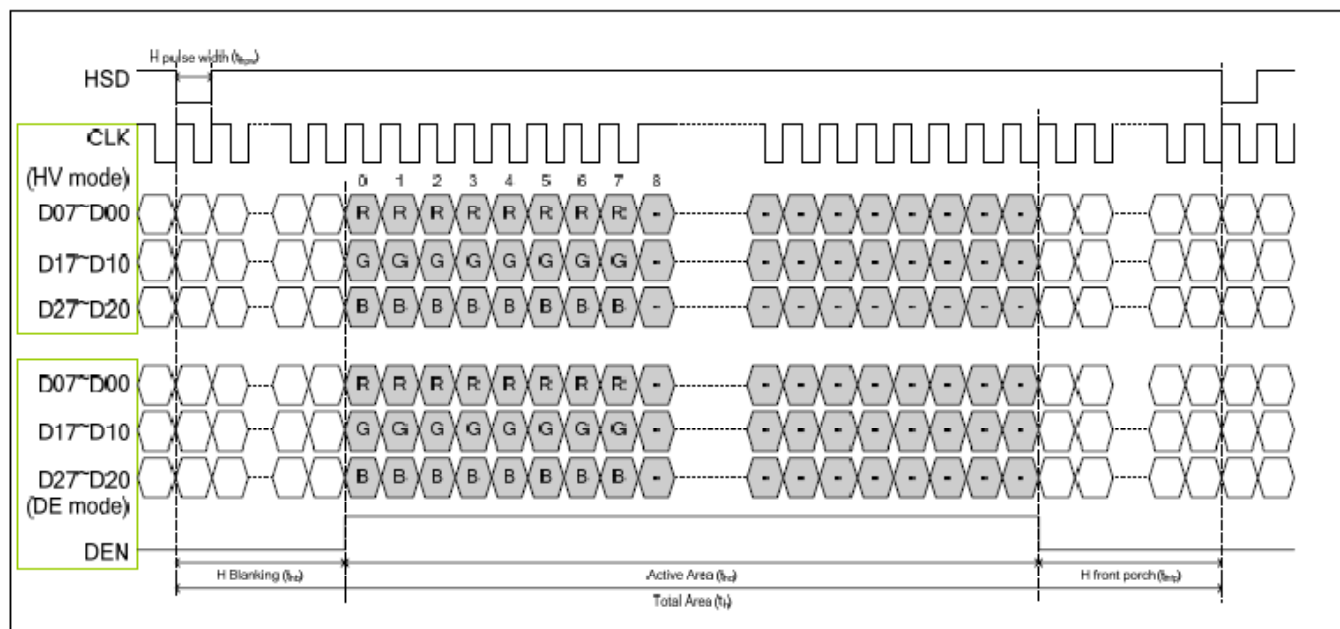 H pulse width (thpw)
HSD
CLK
(HV mode)
0 1 2 3 4 5 6 7 8
D07~D00 R R R R R R R R - - - - - - - - -
D17~D10 G G G G G G G G - - - - - - - - -
D27~D20 B B B B B B B B - - - - - - - - -
D07~D00 R R R R R R R R - - - - - - - - -
D17~D10 G G G G G G G G - - - - - - - - -
D27~D20 B B B B B B B B - - - - - - - - -
(DE mode)
DEN
H Blanking Active Area H front porch
Total Area